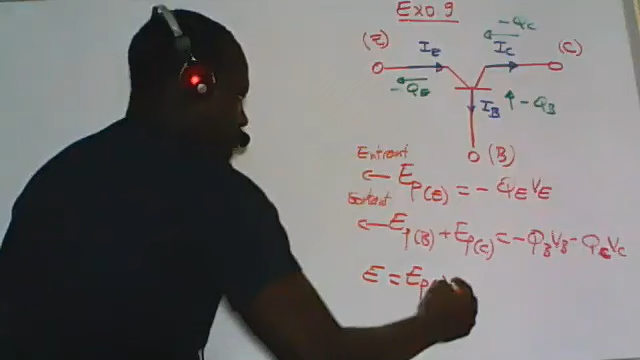 Exo.9
-Qc
(E) IE Ic (C)
-QE
IB -QB
(B)
Entrant
← Ep(E) = - QE VE
Sortant
← Ep(B) + Ep(C) = -QB VB - Qc Vc
E = Ep